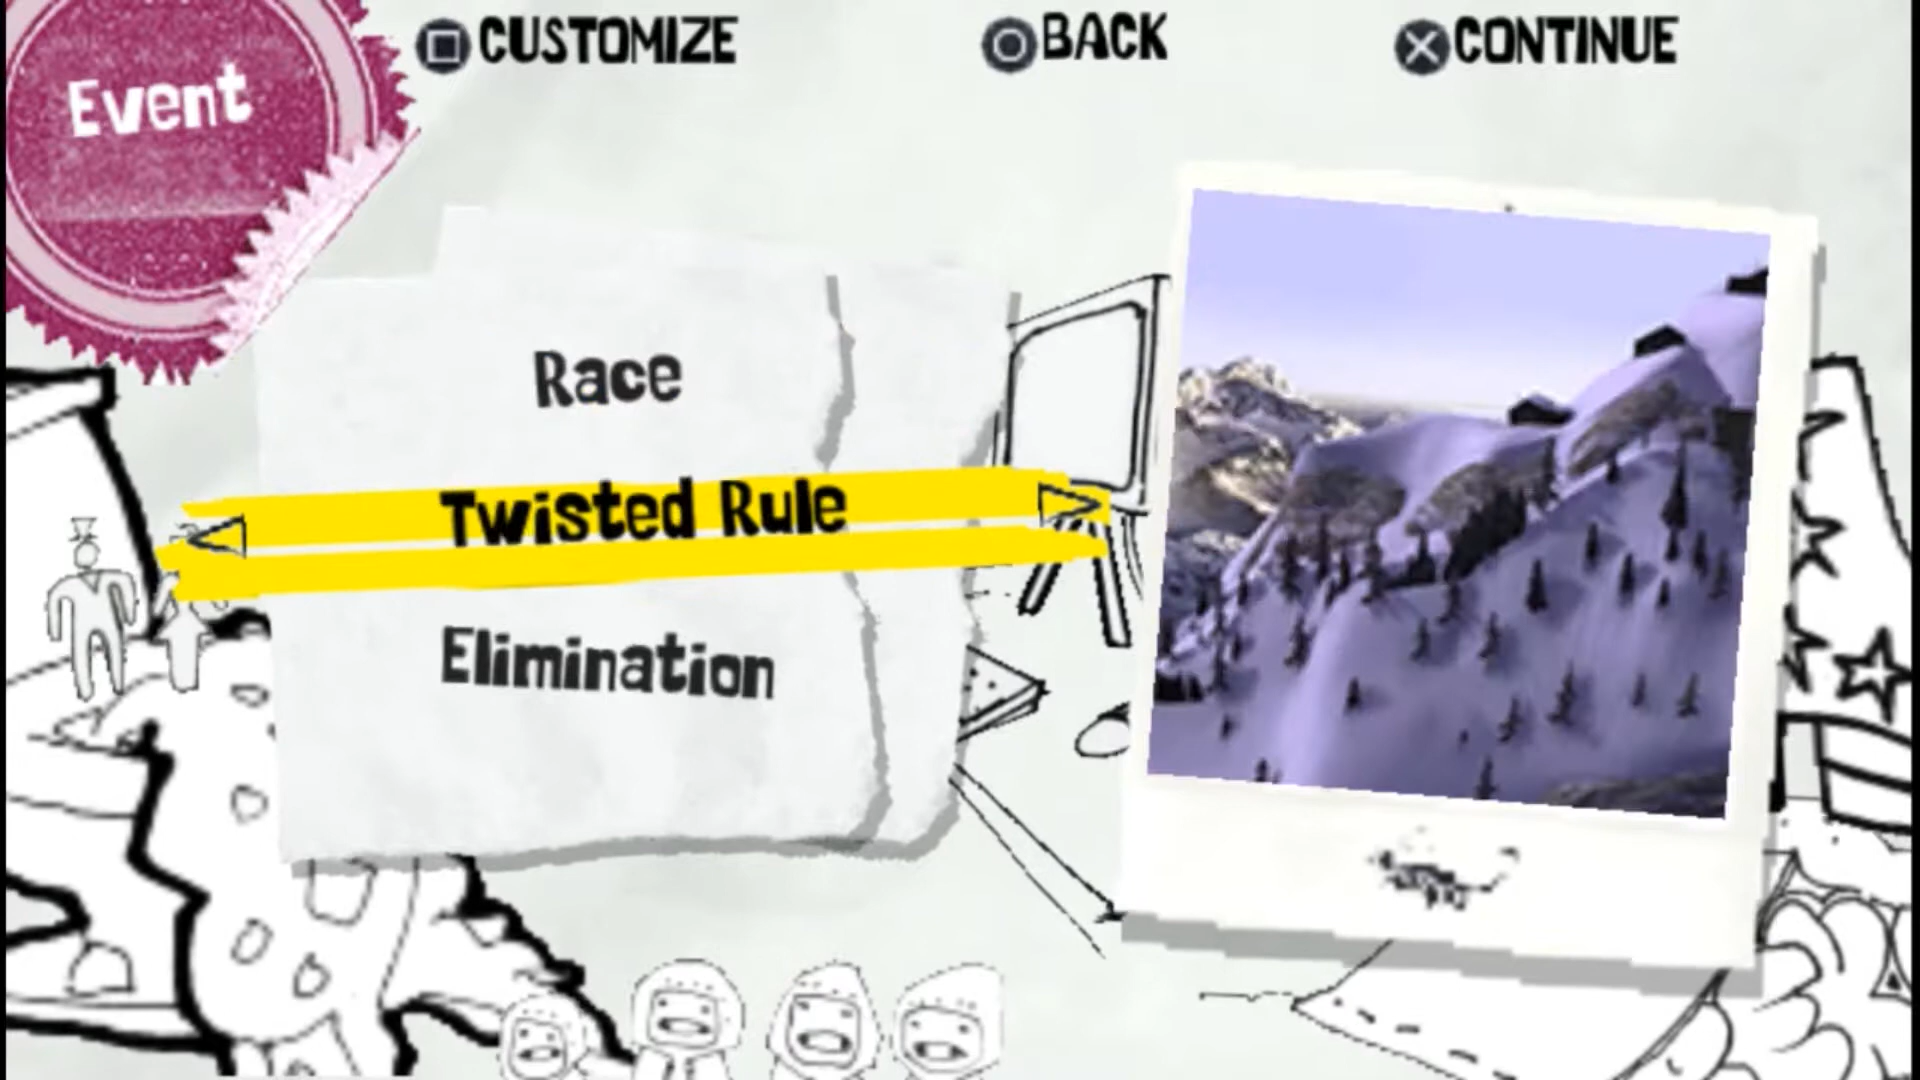 Event
CUSTOMIZE
BACK
CONTINUE
Race
Twisted Rule
Elimination